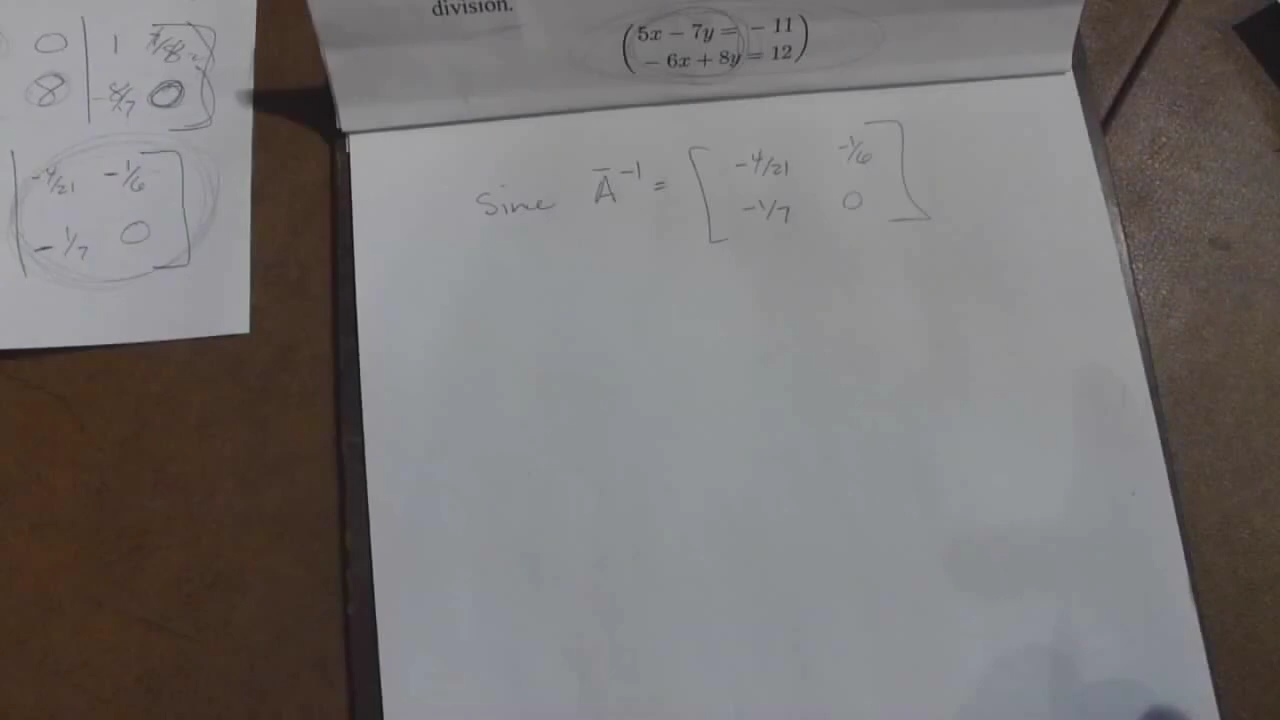 division.
5x − 7y = − 11
− 6x + 8y = 12
0 | 1
8 | -8/7 0
-4/21 -1/6
-1/7 0
Since A⁻¹ = [ -4/21 -1/6
-1/7 0 ]